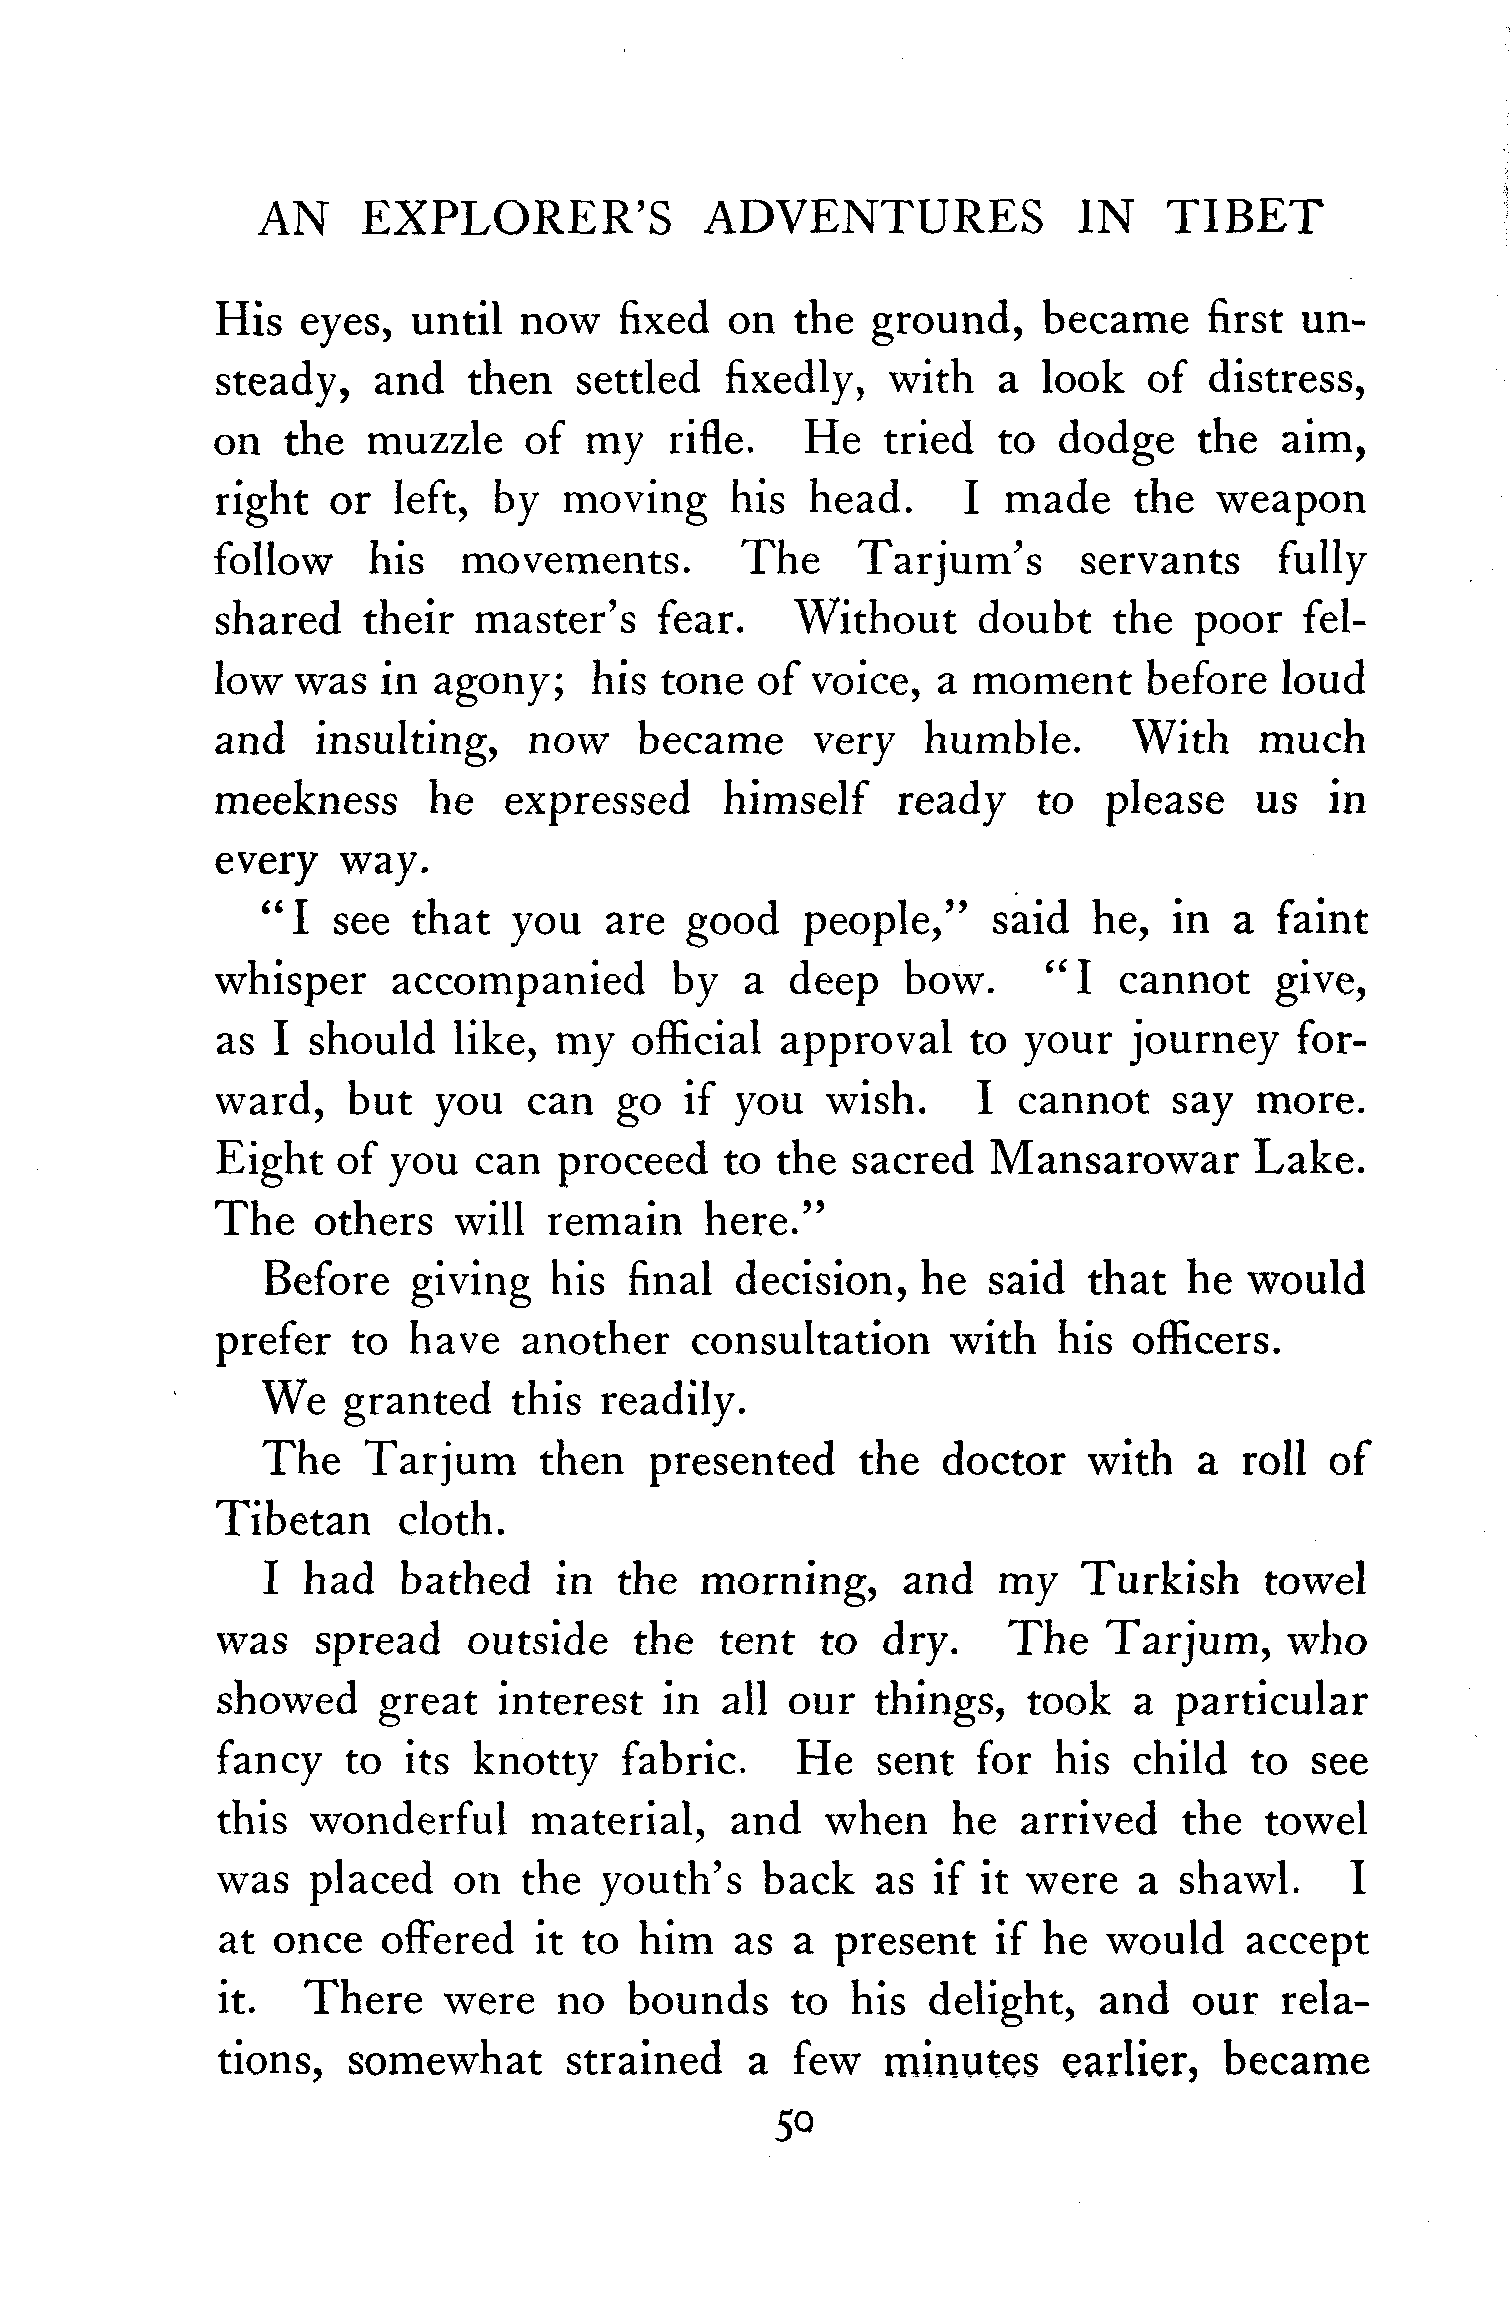 AN EXPLORER'S ADVENTURES IN TIBET
His eyes, until now fixed on the ground, became first un-
steady, and then settled fixedly, with a look of distress,
on the muzzle of my rifle. He tried to dodge the aim,
right or left, by moving his head. I made the weapon
follow his movements. The Tarjum's servants fully
shared their master's fear. Without doubt the poor fel-
low was in agony; his tone of voice, a moment before loud
and insulting, now became very humble. With much
meekness he expressed himself ready to please us in
every way.
"I see that you are good people," said he, in a faint
whisper accompanied by a deep bow. "I cannot give,
as I should like, my official approval to your journey for-
ward, but you can go if you wish. I cannot say more.
Eight of you can proceed to the sacred Mansarowar Lake.
The others will remain here."
Before giving his final decision, he said that he would
prefer to have another consultation with his officers.
We granted this readily.
The Tarjum then presented the doctor with a roll of
Tibetan cloth.
I had bathed in the morning, and my Turkish towel
was spread outside the tent to dry. The Tarjum, who
showed great interest in all our things, took a particular
fancy to its knotty fabric. He sent for his child to see
this wonderful material, and when he arrived the towel
was placed on the youth's back as if it were a shawl. I
at once offered it to him as a present if he would accept
it. There were no bounds to his delight, and our rela-
tions, somewhat strained a few minutes earlier, became
50